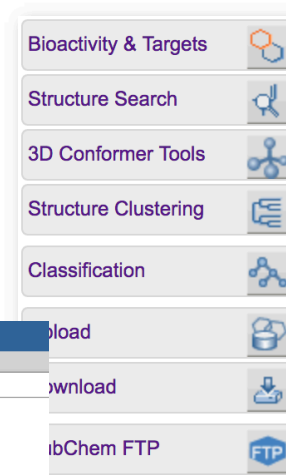 Bioactivity & Targets
Structure Search
3D Conformer Tools
Structure Clustering
Classification
pload
ownload
ubChem FTP
FTP